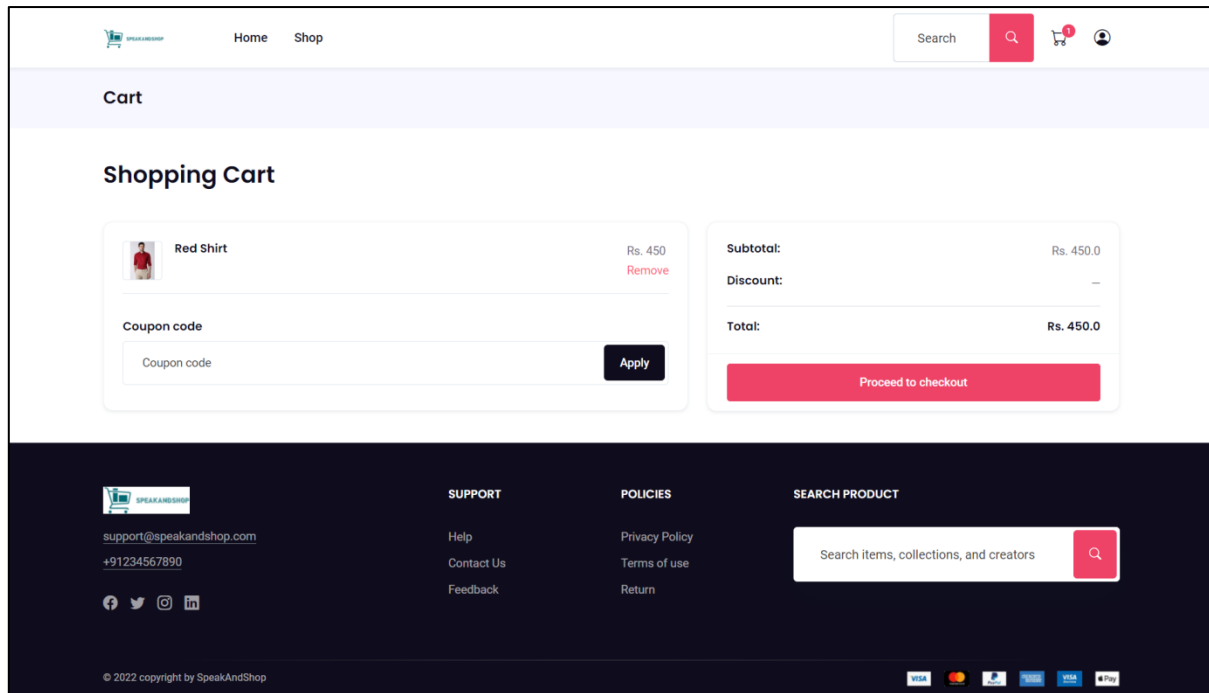 SPEAKANDSHOP
Home Shop
Search
1
Cart
Shopping Cart
Red Shirt
Rs. 450
Remove
Coupon code
Coupon code
Apply
Subtotal:
Rs. 450.0
Discount:
—
Total:
Rs. 450.0
Proceed to checkout
SPEAKANDSHOP
support@speakandshop.com
+91234567890
SUPPORT
Help
Contact Us
Feedback
POLICIES
Privacy Policy
Terms of use
Return
SEARCH PRODUCT
Search items, collections, and creators
© 2022 copyright by SpeakAndShop
VISA
PayPal
VISA
Pay